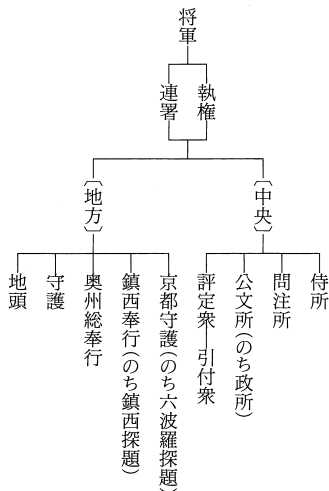 将軍
執権
連署
〔中央〕
侍所
問注所
公文所(のち政所)
評定衆─引付衆
〔地方〕
京都守護(のち六波羅探題)
鎮西奉行(のち鎮西探題)
奥州総奉行
守護
地頭